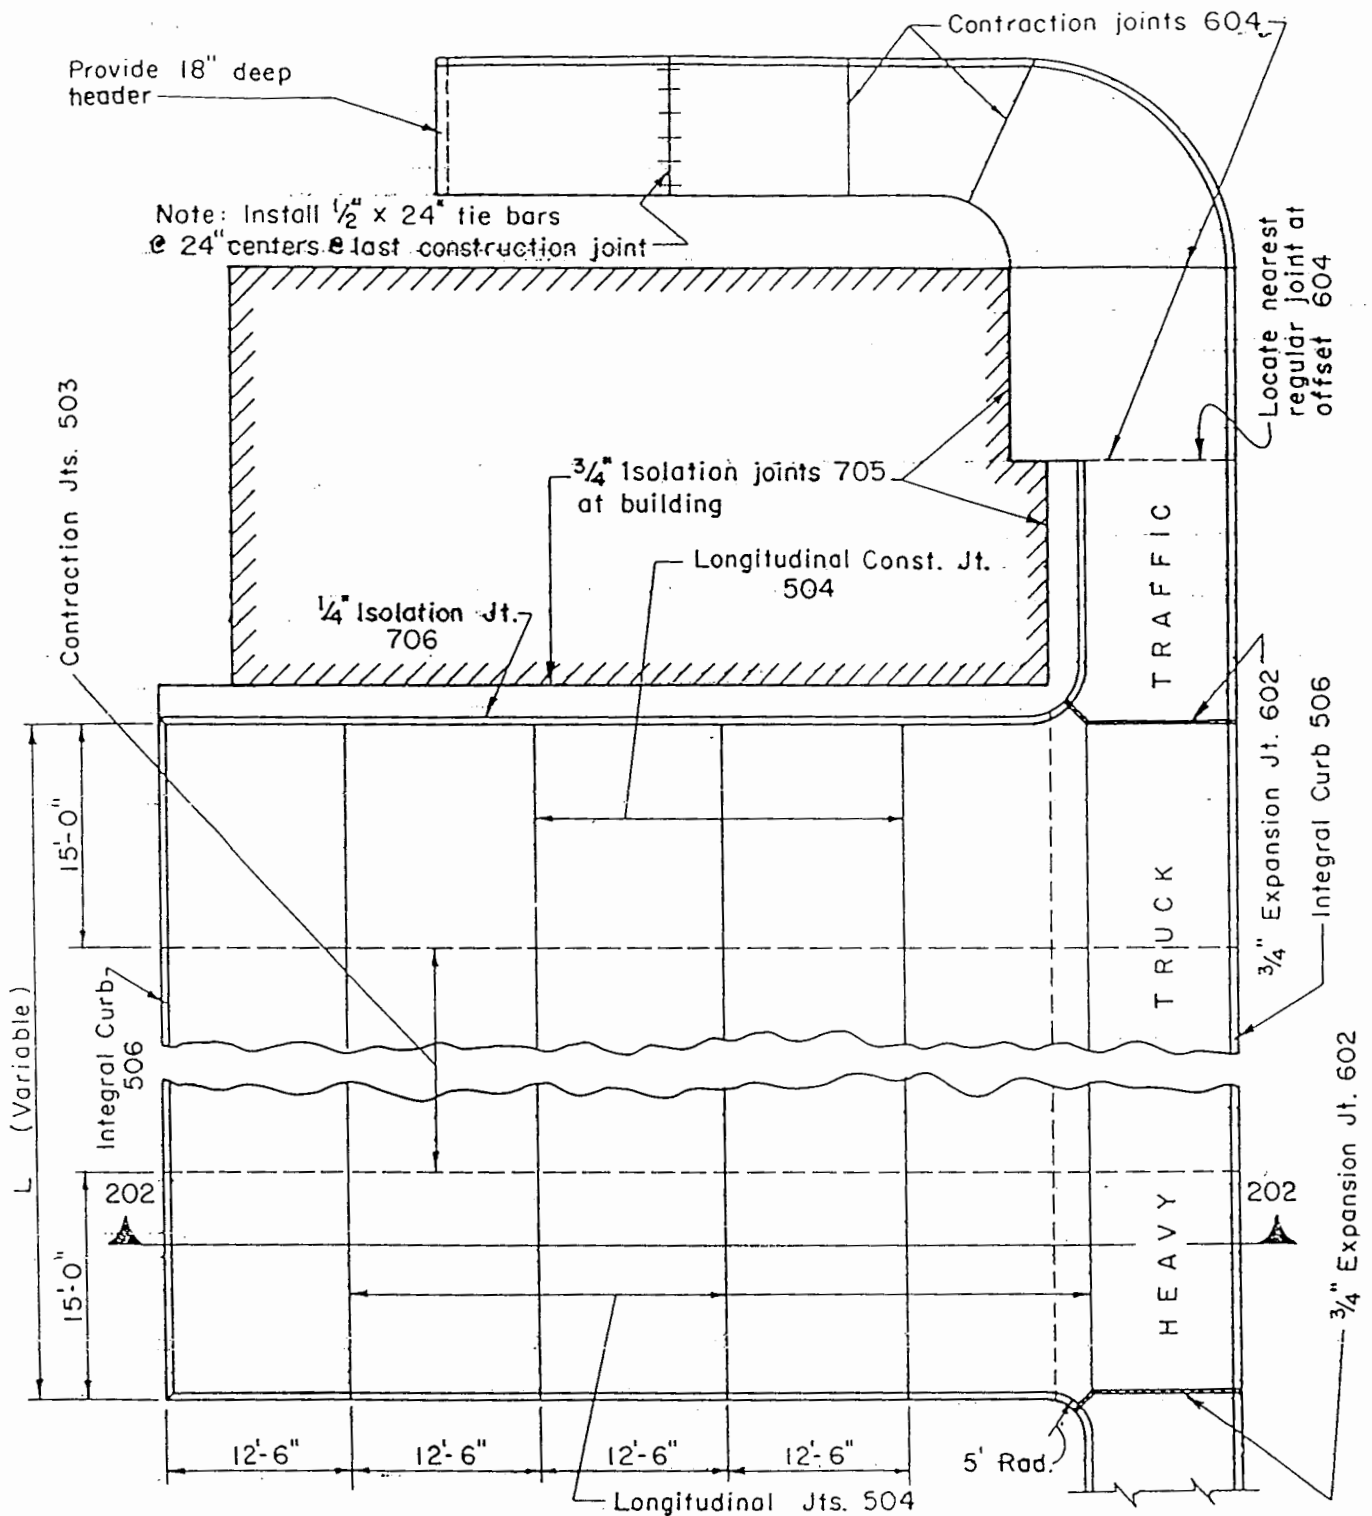 Contraction joints 604
Provide 18" deep
header
Note: Install 1/2" x 24" tie bars
@ 24" centers @ last construction joint
Locate nearest
regular joint at
offset 604
Contraction Jts. 503
3/4" Isolation joints 705
at building
Longitudinal Const. Jt.
504
1/4" Isolation Jt.
706
TRAFFIC
3/4" Expansion Jt. 602
Integral Curb 506
15'-0"
TRUCK
L (Variable)
Integral Curb
506
3/4" Expansion Jt. 602
202
202
15'-0"
HEAVY
12'-6"
12'-6"
12'-6"
12'-6"
5' Rad.
Longitudinal Jts. 504